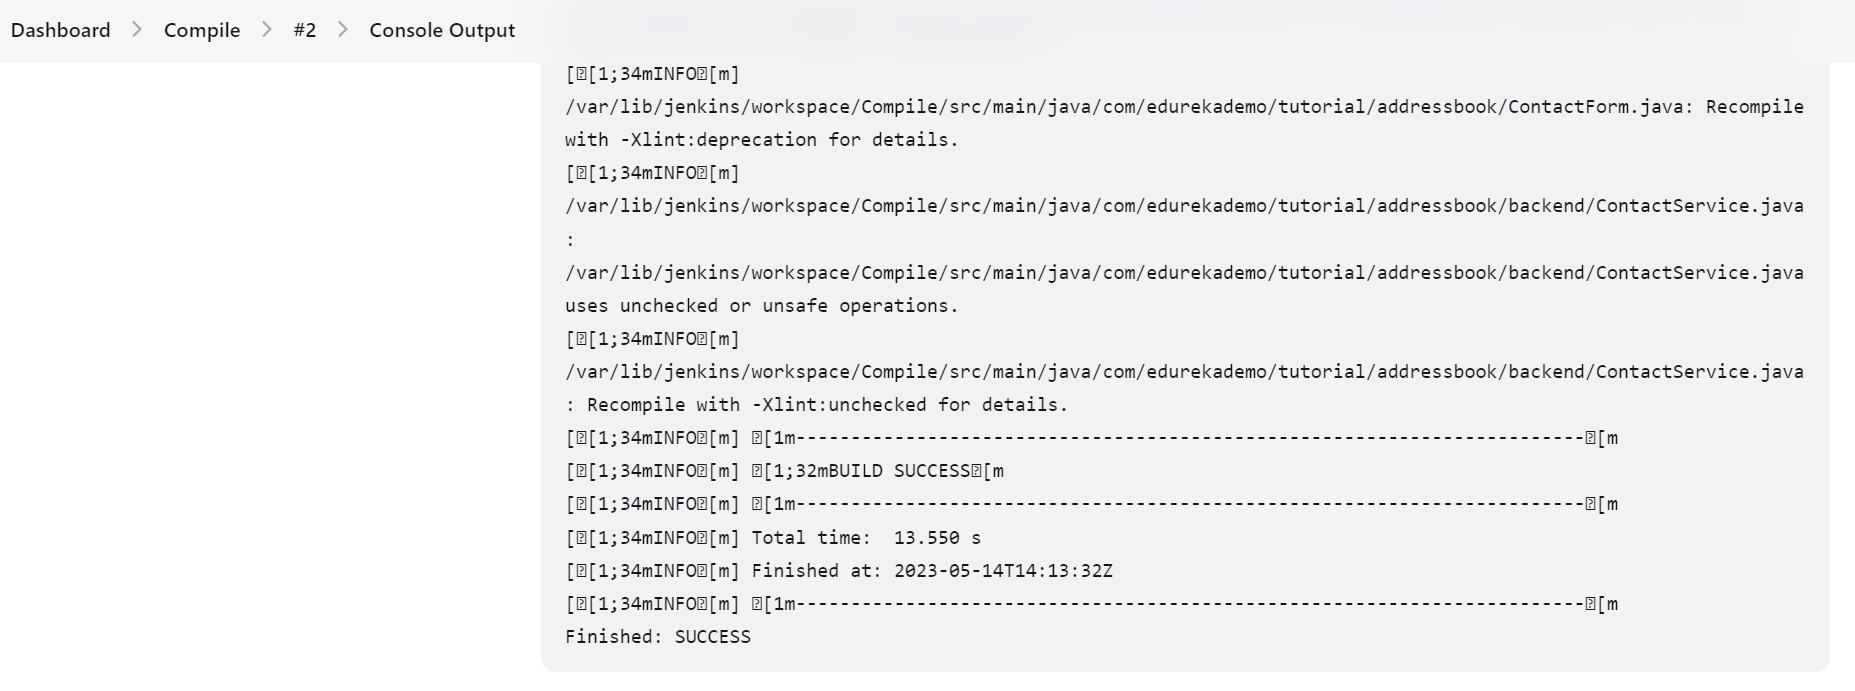 Dashboard > Compile > #2 > Console Output
[�[1;34mINFO�[m]
/var/lib/jenkins/workspace/Compile/src/main/java/com/edurekademo/tutorial/addressbook/ContactForm.java: Recompile
with -Xlint:deprecation for details.
[�[1;34mINFO�[m]
/var/lib/jenkins/workspace/Compile/src/main/java/com/edurekademo/tutorial/addressbook/backend/ContactService.java
:
/var/lib/jenkins/workspace/Compile/src/main/java/com/edurekademo/tutorial/addressbook/backend/ContactService.java
uses unchecked or unsafe operations.
[�[1;34mINFO�[m]
/var/lib/jenkins/workspace/Compile/src/main/java/com/edurekademo/tutorial/addressbook/backend/ContactService.java
: Recompile with -Xlint:unchecked for details.
[�[1;34mINFO�[m] �[1m------------------------------------------------------------------------�[m
[�[1;34mINFO�[m] �[1;32mBUILD SUCCESS�[m
[�[1;34mINFO�[m] �[1m------------------------------------------------------------------------�[m
[�[1;34mINFO�[m] Total time:  13.550 s
[�[1;34mINFO�[m] Finished at: 2023-05-14T14:13:32Z
[�[1;34mINFO�[m] �[1m------------------------------------------------------------------------�[m
Finished: SUCCESS